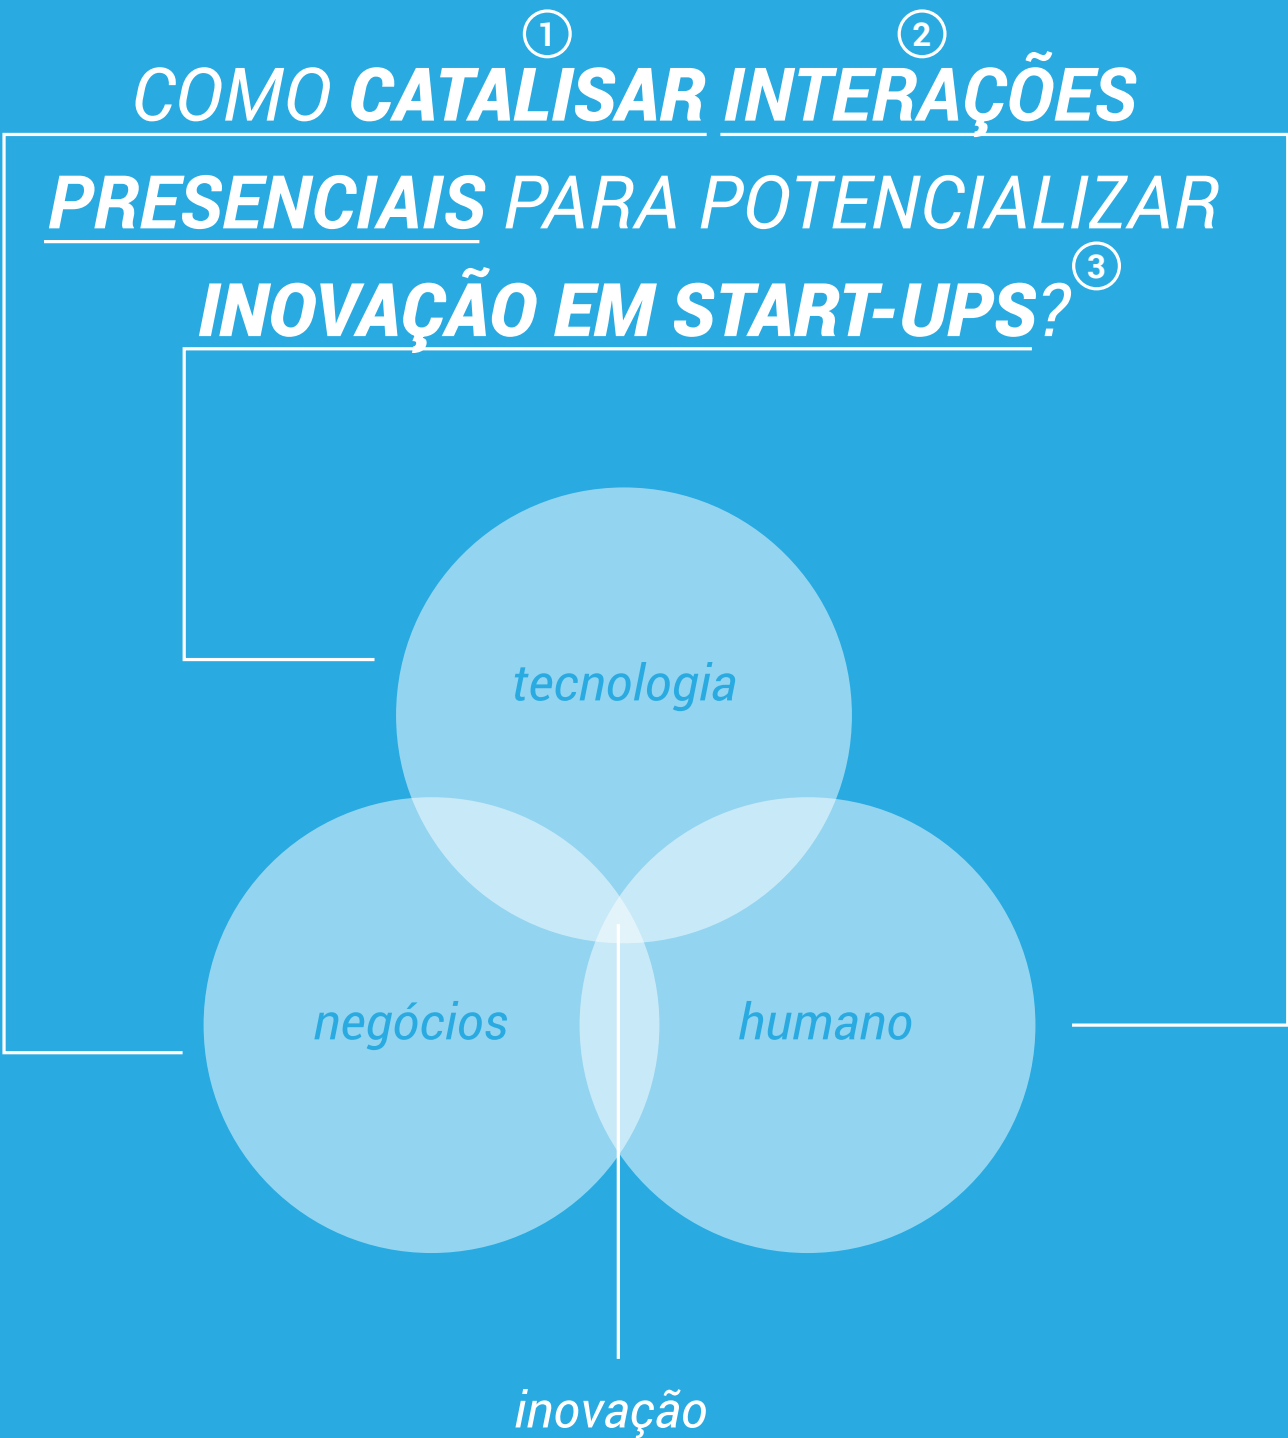 1 2
COMO CATALISAR INTERAÇÕES
PRESENCIAIS PARA POTENCIALIZAR
INOVAÇÃO EM START-UPS? 3
tecnologia
negócios humano
inovação